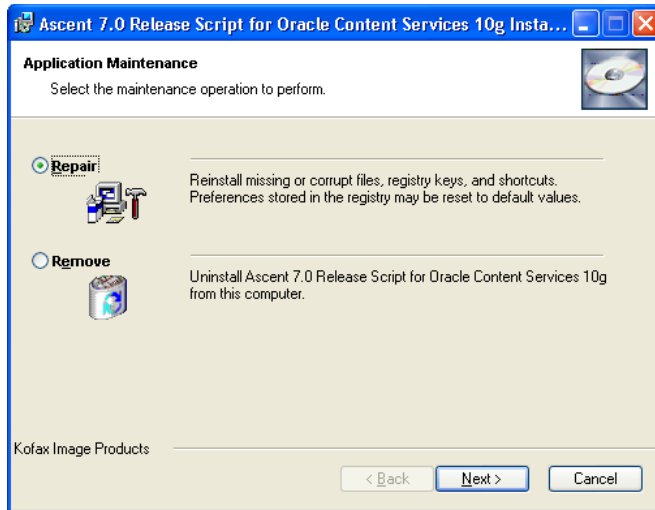 Ascent 7.0 Release Script for Oracle Content Services 10g Insta...
Application Maintenance
Select the maintenance operation to perform.
Repair
Reinstall missing or corrupt files, registry keys, and shortcuts.
Preferences stored in the registry may be reset to default values.
Remove
Uninstall Ascent 7.0 Release Script for Oracle Content Services 10g
from this computer.
Kofax Image Products
< Back Next > Cancel